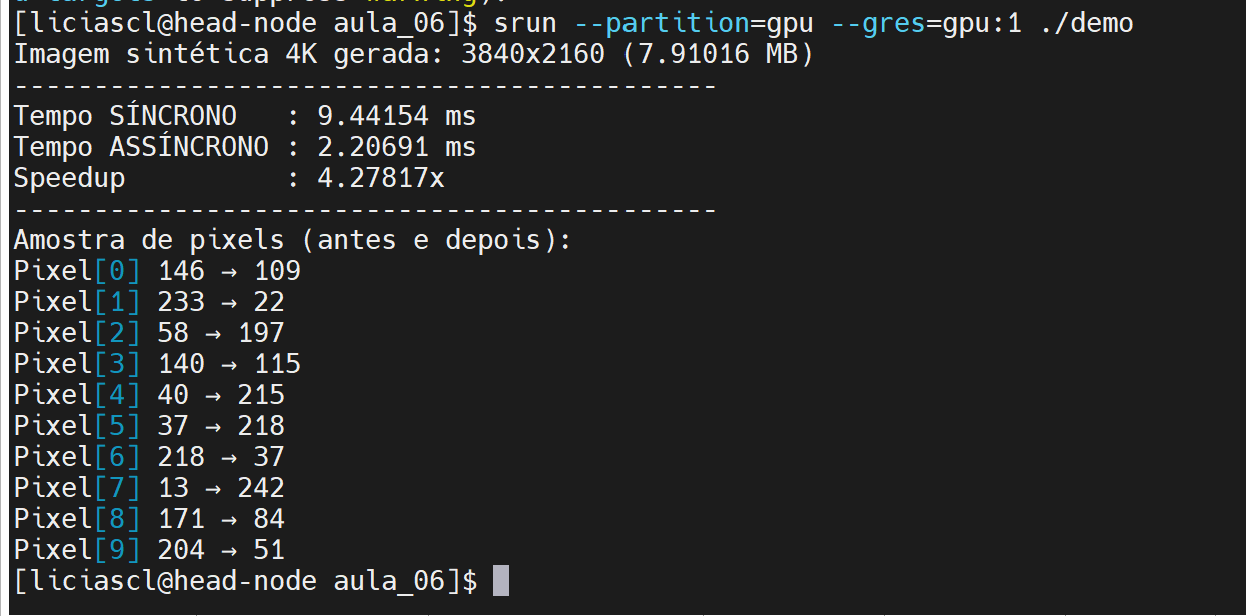 [liciascl@head-node aula_06]$ srun --partition=gpu --gres=gpu:1 ./demo
Imagem sintética 4K gerada: 3840x2160 (7.91016 MB)
--------------------------------------------
Tempo SÍNCRONO   : 9.44154 ms
Tempo ASSÍNCRONO : 2.20691 ms
Speedup          : 4.27817x
--------------------------------------------
Amostra de pixels (antes e depois):
Pixel[0] 146 → 109
Pixel[1] 233 → 22
Pixel[2] 58 → 197
Pixel[3] 140 → 115
Pixel[4] 40 → 215
Pixel[5] 37 → 218
Pixel[6] 218 → 37
Pixel[7] 13 → 242
Pixel[8] 171 → 84
Pixel[9] 204 → 51
[liciascl@head-node aula_06]$